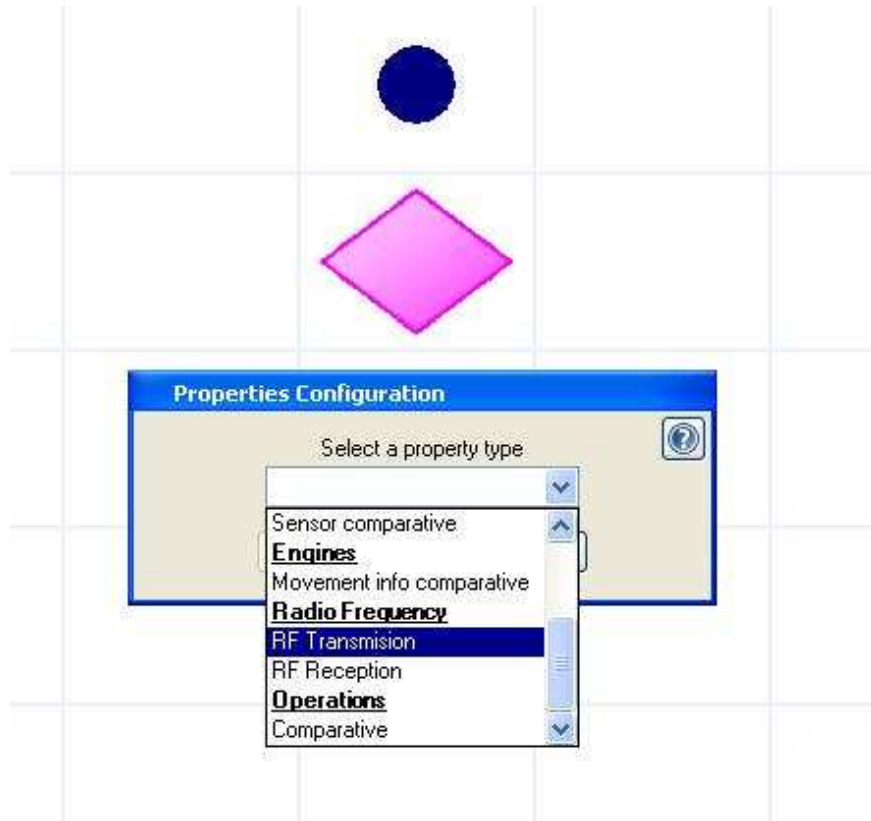 Properties Configuration
Select a property type
Sensor comparative
Engines
Movement info comparative
Radio Frequency
RF Transmision
RF Reception
Operations
Comparative